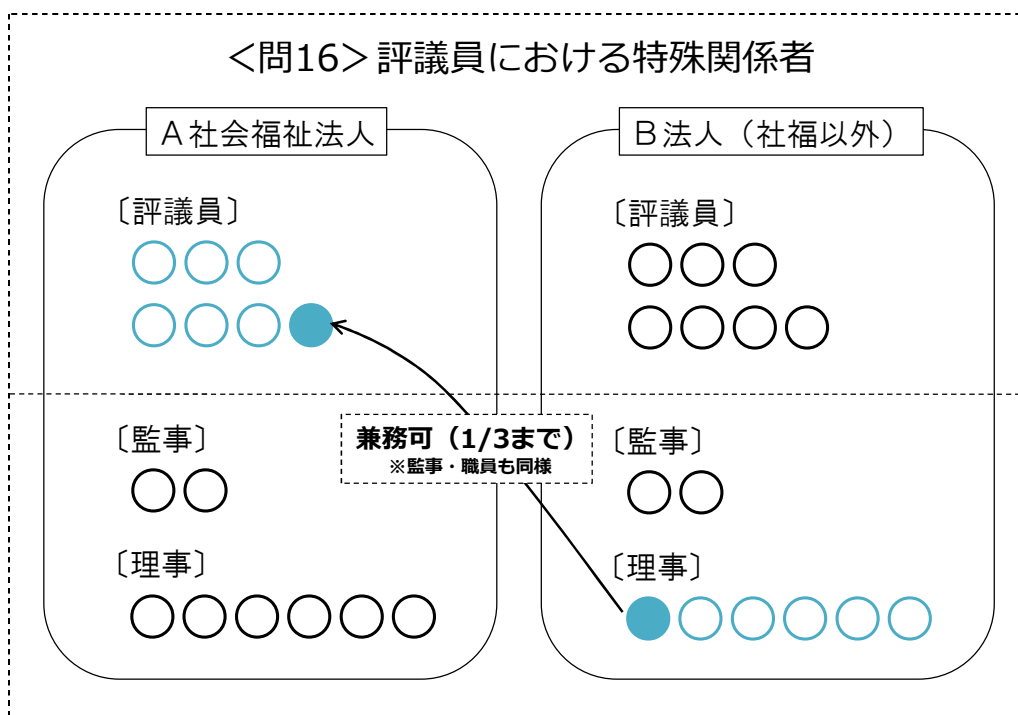 ＜問16＞評議員における特殊関係者
Ａ社会福祉法人
〔評議員〕
〔監事〕
〔理事〕
Ｂ法人（社福以外）
〔評議員〕
〔監事〕
〔理事〕
兼務可（1/3まで）
※監事・職員も同様